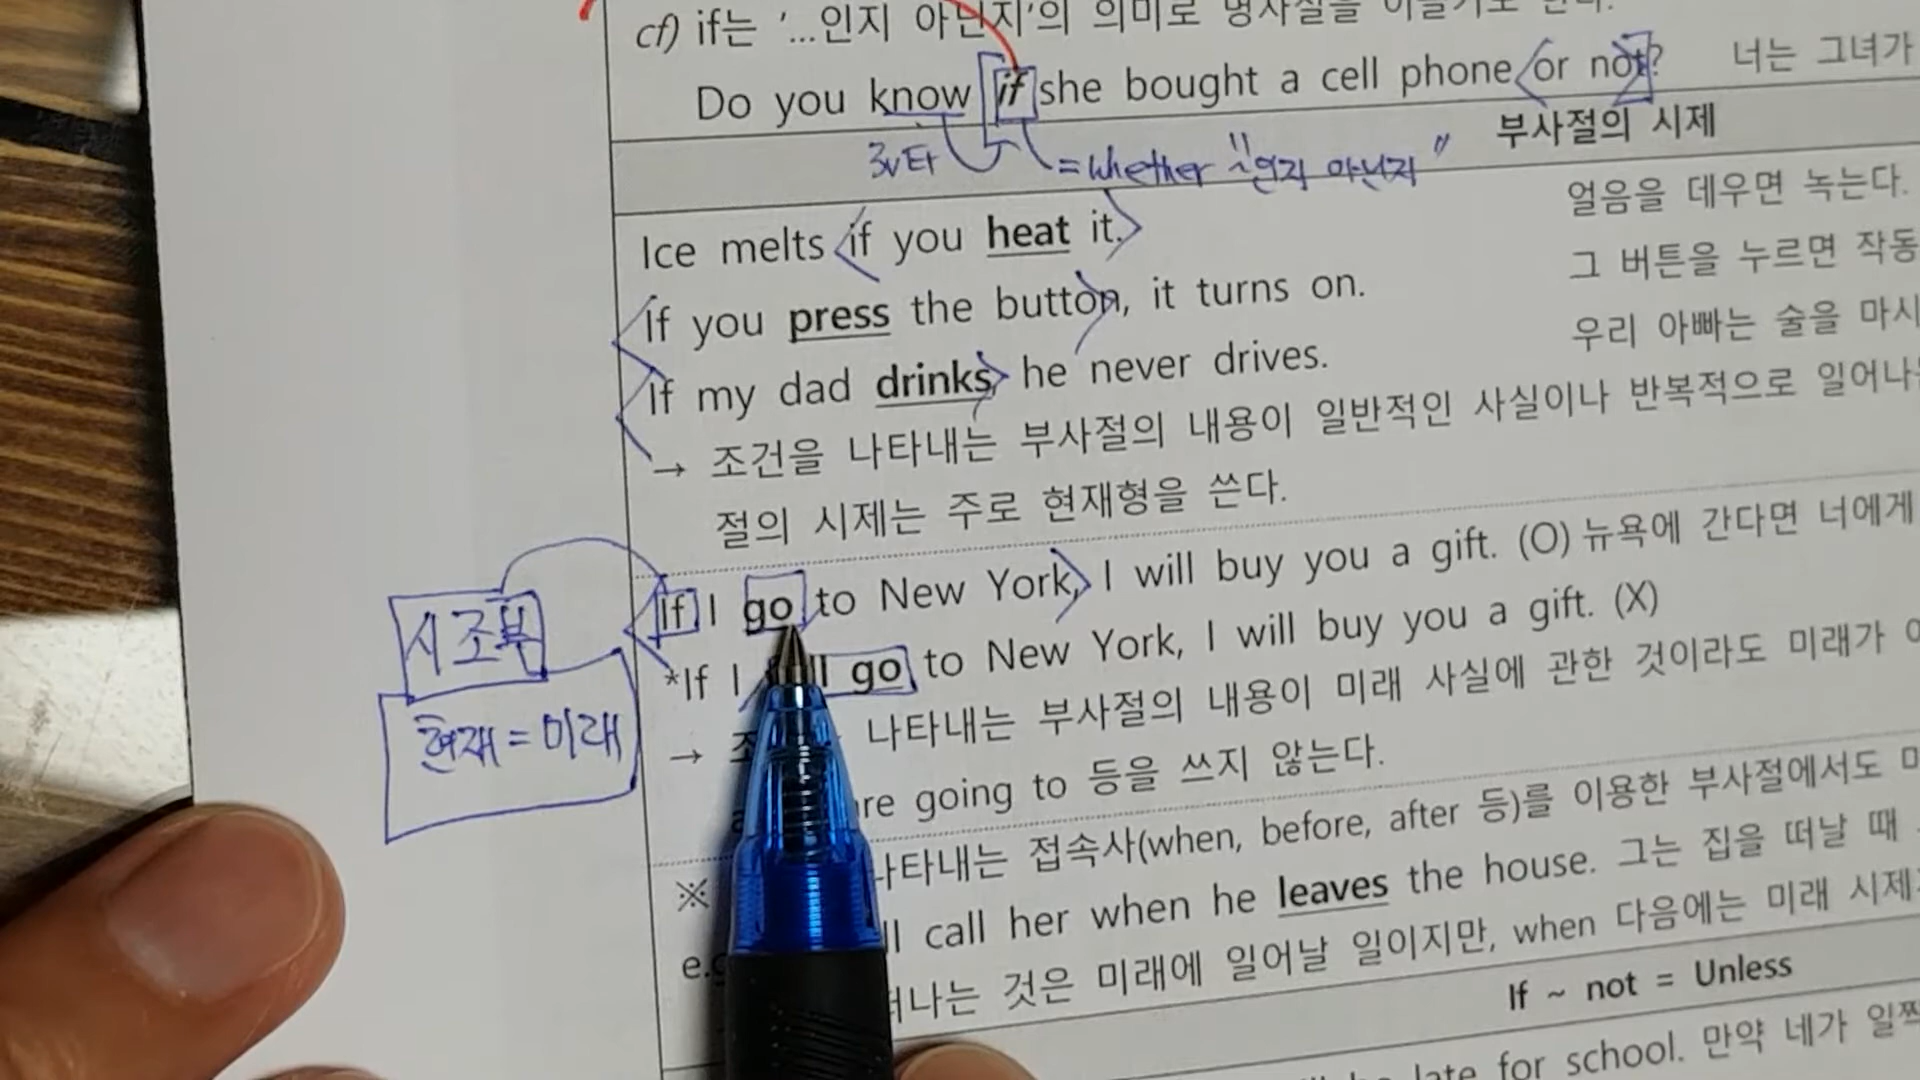 cf) if는 '...인지 아닌지'의 의미로 명사절을 이끌기도 한다.
Do you know if she bought a cell phone or not? 너는 그녀가
부사절의 시제
3v타 = whether "~인지 아닌지"
Ice melts if you heat it. 얼음을 데우면 녹는다.
If you press the button, it turns on. 그 버튼을 누르면 작동
If my dad drinks, he never drives. 우리 아빠는 술을 마시
→ 조건을 나타내는 부사절의 내용이 일반적인 사실이나 반복적으로 일어나는
절의 시제는 주로 현재형을 쓴다.
If I go to New York, I will buy you a gift. (O) 뉴욕에 간다면 너에게
*If I will go to New York, I will buy you a gift. (X)
시조부
현재=미래
→ 조 나타내는 부사절의 내용이 미래 사실에 관한 것이라도 미래가
re going to 등을 쓰지 않는다.
※ 나타내는 접속사(when, before, after 등)를 이용한 부사절에서도 미
e.g ll call her when he leaves the house. 그는 집을 떠날 때
떠나는 것은 미래에 일어날 일이지만, when 다음에는 미래 시제
If ~ not = Unless
late for school. 만약 네가 일찍